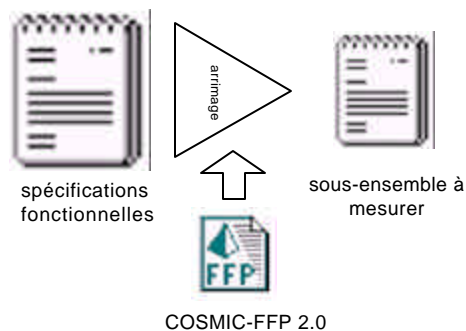 arrimage
spécifications
fonctionnelles
sous-ensemble à
mesurer
FFP
COSMIC-FFP 2.0